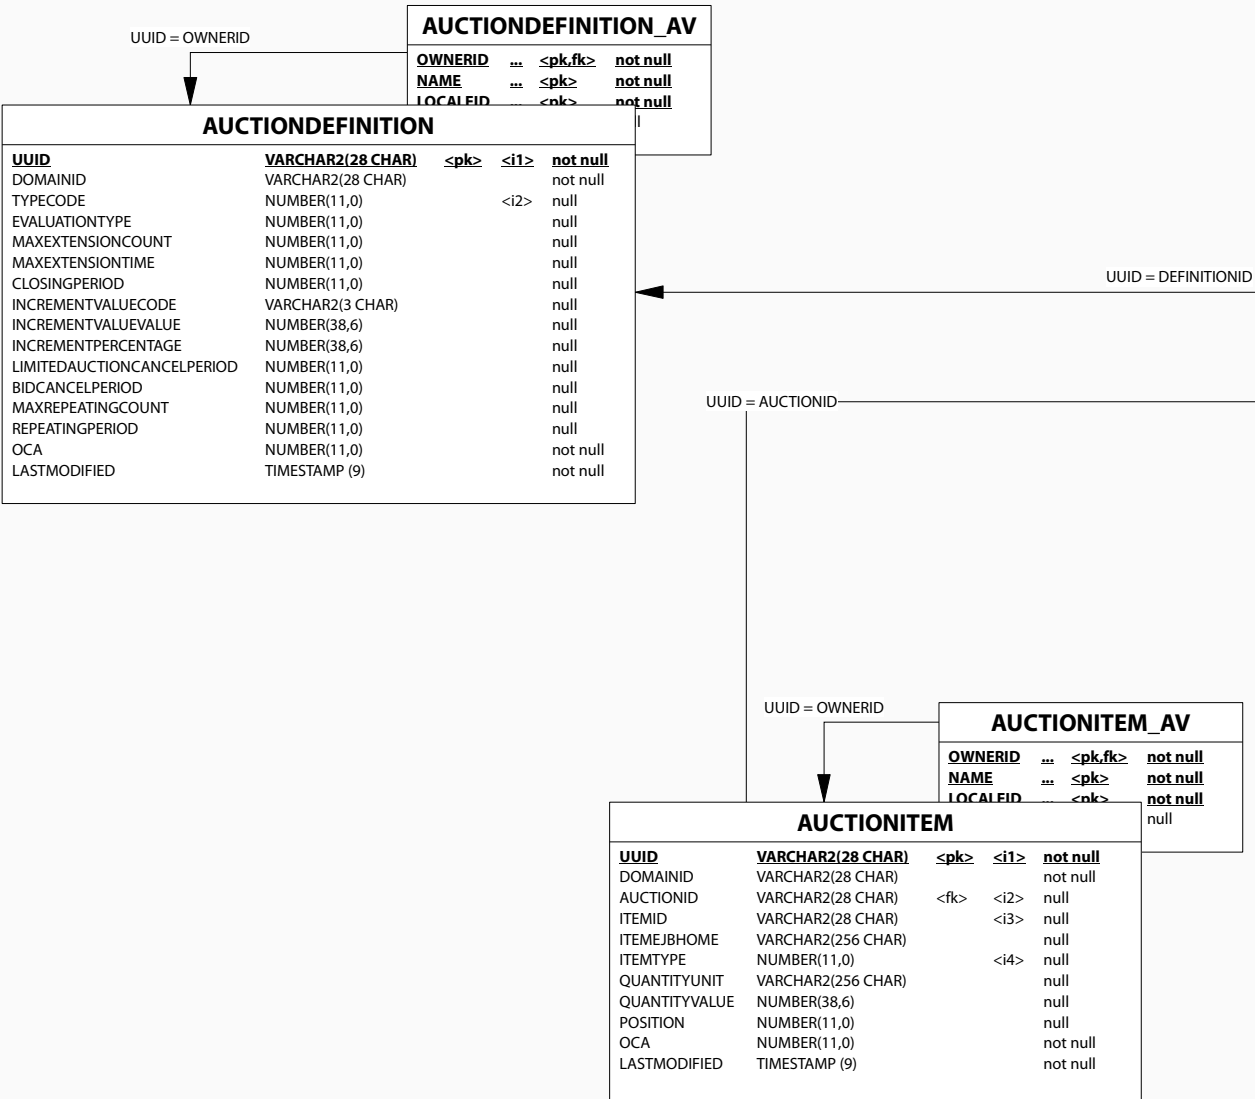 UUID = OWNERID
AUCTIONDEFINITION_AV
OWNERID ... <pk,fk> not null
NAME ... <pk> not null
LOCALEID ... <pk> not null
AUCTIONDEFINITION
UUID VARCHAR2(28 CHAR) <pk> <i1> not null
DOMAINID VARCHAR2(28 CHAR) not null
TYPECODE NUMBER(11,0) <i2> null
EVALUATIONTYPE NUMBER(11,0) null
MAXEXTENSIONCOUNT NUMBER(11,0) null
MAXEXTENSIONTIME NUMBER(11,0) null
CLOSINGPERIOD NUMBER(11,0) null
INCREMENTVALUECODE VARCHAR2(3 CHAR) null
INCREMENTVALUEVALUE NUMBER(38,6) null
INCREMENTPERCENTAGE NUMBER(38,6) null
LIMITEDAUCTIONCANCELPERIOD NUMBER(11,0) null
BIDCANCELPERIOD NUMBER(11,0) null
MAXREPEATINGCOUNT NUMBER(11,0) null
REPEATINGPERIOD NUMBER(11,0) null
OCA NUMBER(11,0) not null
LASTMODIFIED TIMESTAMP (9) not null
UUID = DEFINITIONID
UUID = AUCTIONID
UUID = OWNERID
AUCTIONITEM_AV
OWNERID ... <pk,fk> not null
NAME ... <pk> not null
LOCALEID ... <pk> not null
null
AUCTIONITEM
UUID VARCHAR2(28 CHAR) <pk> <i1> not null
DOMAINID VARCHAR2(28 CHAR) not null
AUCTIONID VARCHAR2(28 CHAR) <fk> <i2> null
ITEMID VARCHAR2(28 CHAR) <i3> null
ITEMEJBHOME VARCHAR2(256 CHAR) null
ITEMTYPE NUMBER(11,0) <i4> null
QUANTITYUNIT VARCHAR2(256 CHAR) null
QUANTITYVALUE NUMBER(38,6) null
POSITION NUMBER(11,0) null
OCA NUMBER(11,0) not null
LASTMODIFIED TIMESTAMP (9) not null